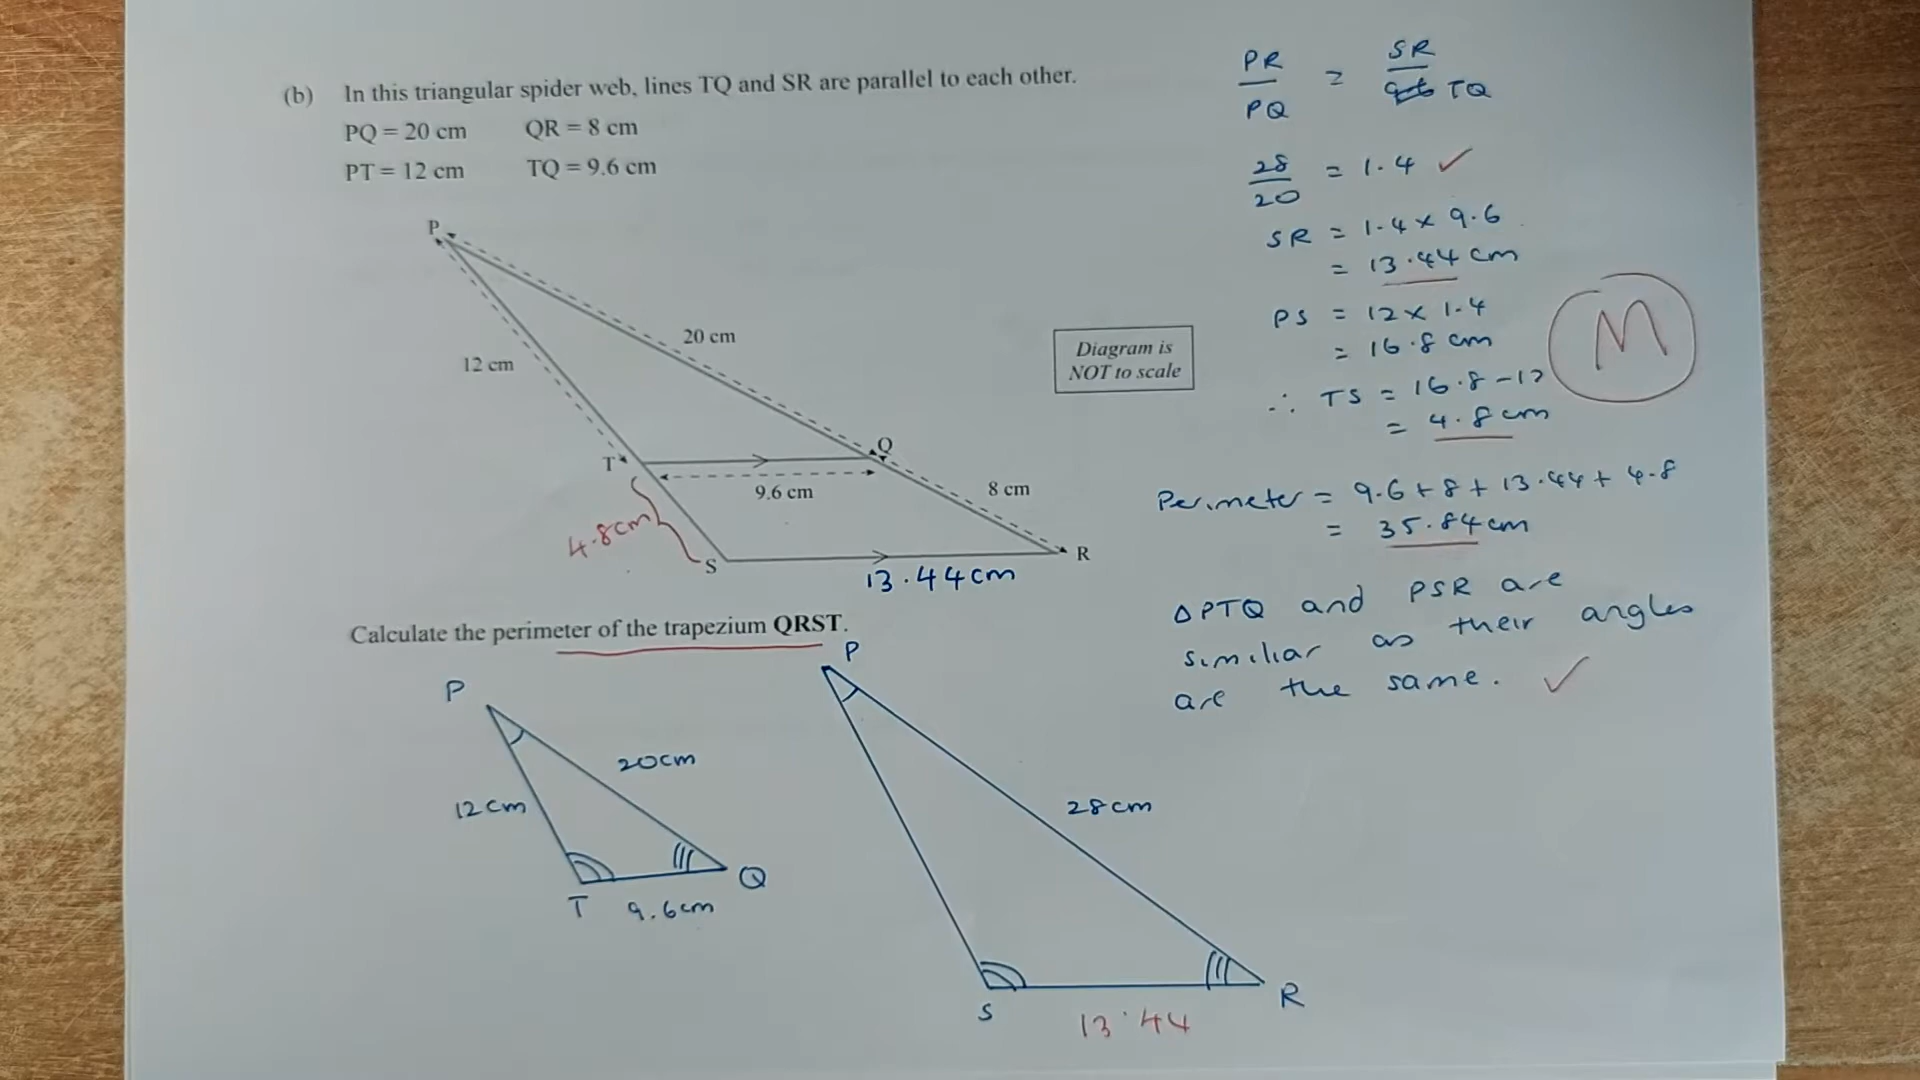 (b) In this triangular spider web, lines TQ and SR are parallel to each other.
PQ = 20 cm QR = 8 cm
PT = 12 cm TQ = 9.6 cm
P
20 cm
12 cm
Diagram is
NOT to scale
Q
T
9.6 cm
8 cm
4.8cm
S
R
13.44cm
Calculate the perimeter of the trapezium QRST.
P
20cm
12cm
T
Q
9.6cm
P
28cm
S
R
13.44
PR
PQ
=
SR
TQ
28
20
= 1.4 ✓
SR = 1.4 x 9.6
= 13.44 cm
PS = 12 x 1.4
= 16.8 cm
∴ TS = 16.8 - 12
= 4.8cm
M
Perimeter = 9.6 + 8 + 13.44 + 4.8
= 35.84cm
△PTQ and PSR are
similiar as their angles
are the same. ✓